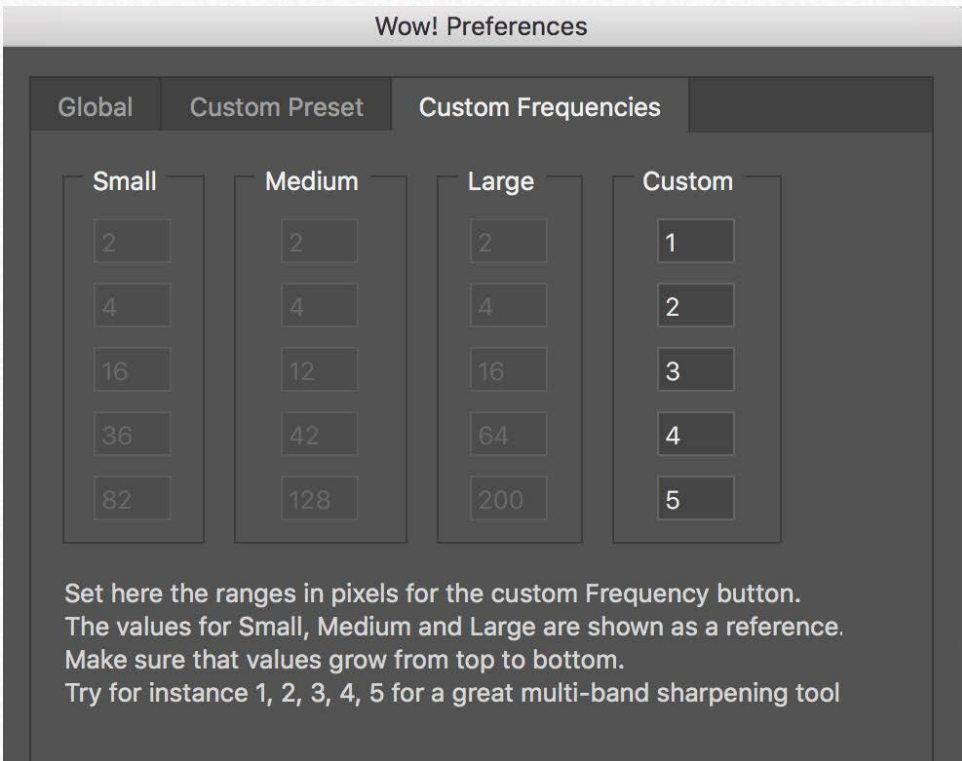 Wow! Preferences
Global Custom Preset Custom Frequencies
Small Medium Large Custom
2 2 2 1
4 4 4 2
16 12 16 3
36 42 64 4
82 128 200 5
Set here the ranges in pixels for the custom Frequency button.
The values for Small, Medium and Large are shown as a reference.
Make sure that values grow from top to bottom.
Try for instance 1, 2, 3, 4, 5 for a great multi-band sharpening tool